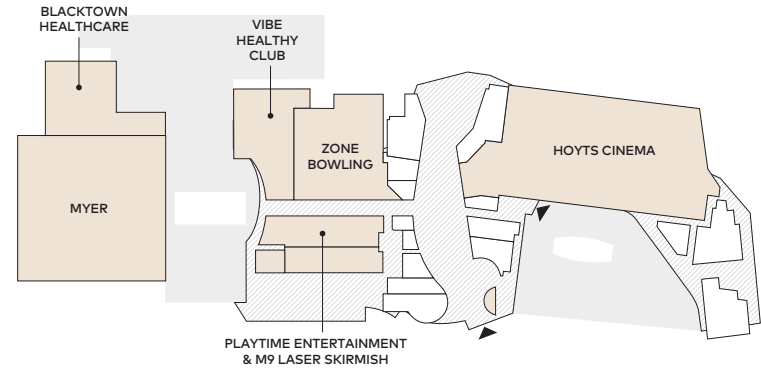 BLACKTOWN
HEALTHCARE
VIBE
HEALTHY
CLUB
ZONE
BOWLING
HOYTS CINEMA
MYER
PLAYTIME ENTERTAINMENT
& M9 LASER SKIRMISH